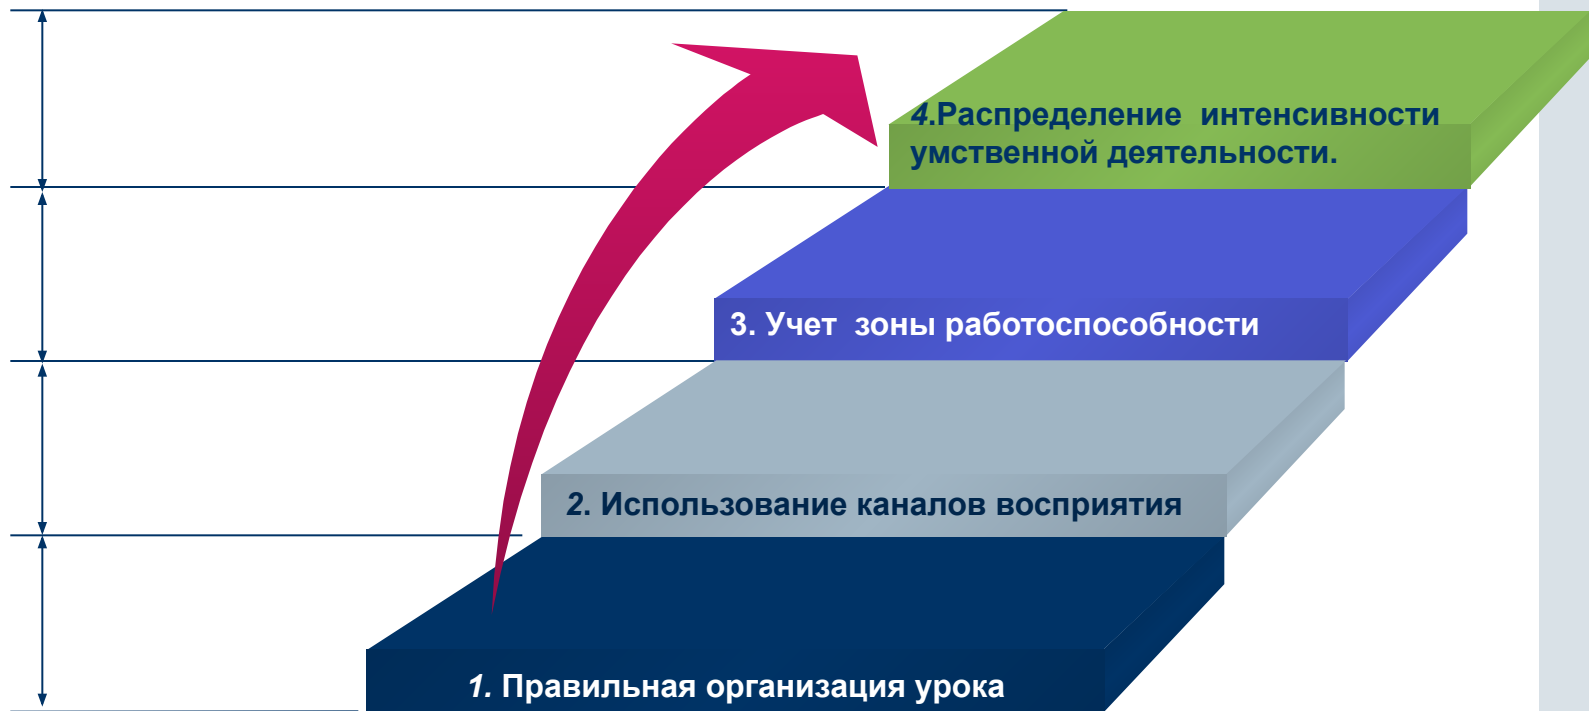 4.Распределение интенсивности
умственной деятельности.
3. Учет зоны работоспособности
2. Использование каналов восприятия
1. Правильная организация урока